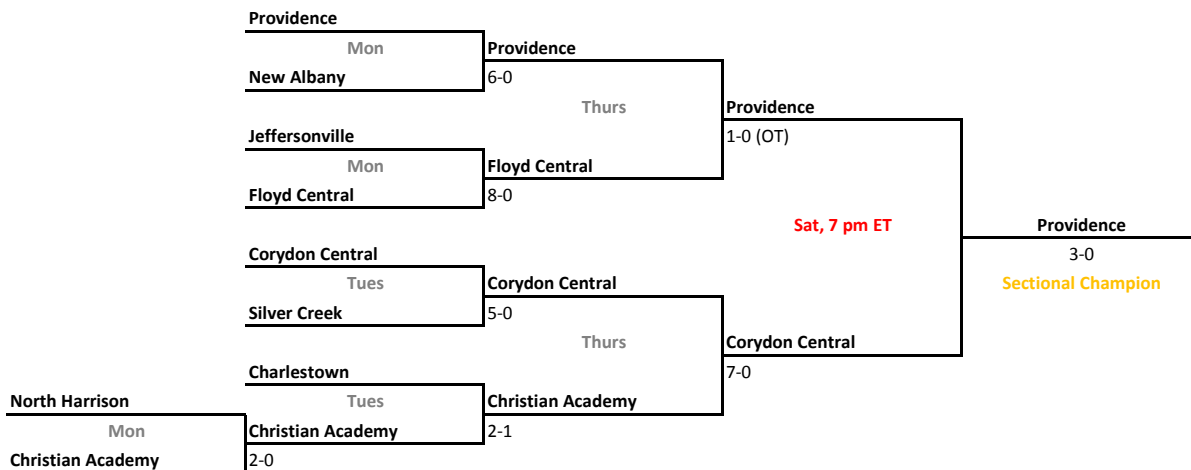 Providence
Mon
Providence
New Albany
6-0
Thurs
Providence
Jeffersonville
1-0 (OT)
Mon
Floyd Central
Floyd Central
8-0
Sat, 7 pm ET
Providence
3-0
Corydon Central
Tues
Corydon Central
Sectional Champion
Silver Creek
5-0
Thurs
Corydon Central
Charlestown
7-0
North Harrison
Tues
Christian Academy
Mon
Christian Academy
2-1
Christian Academy
2-0